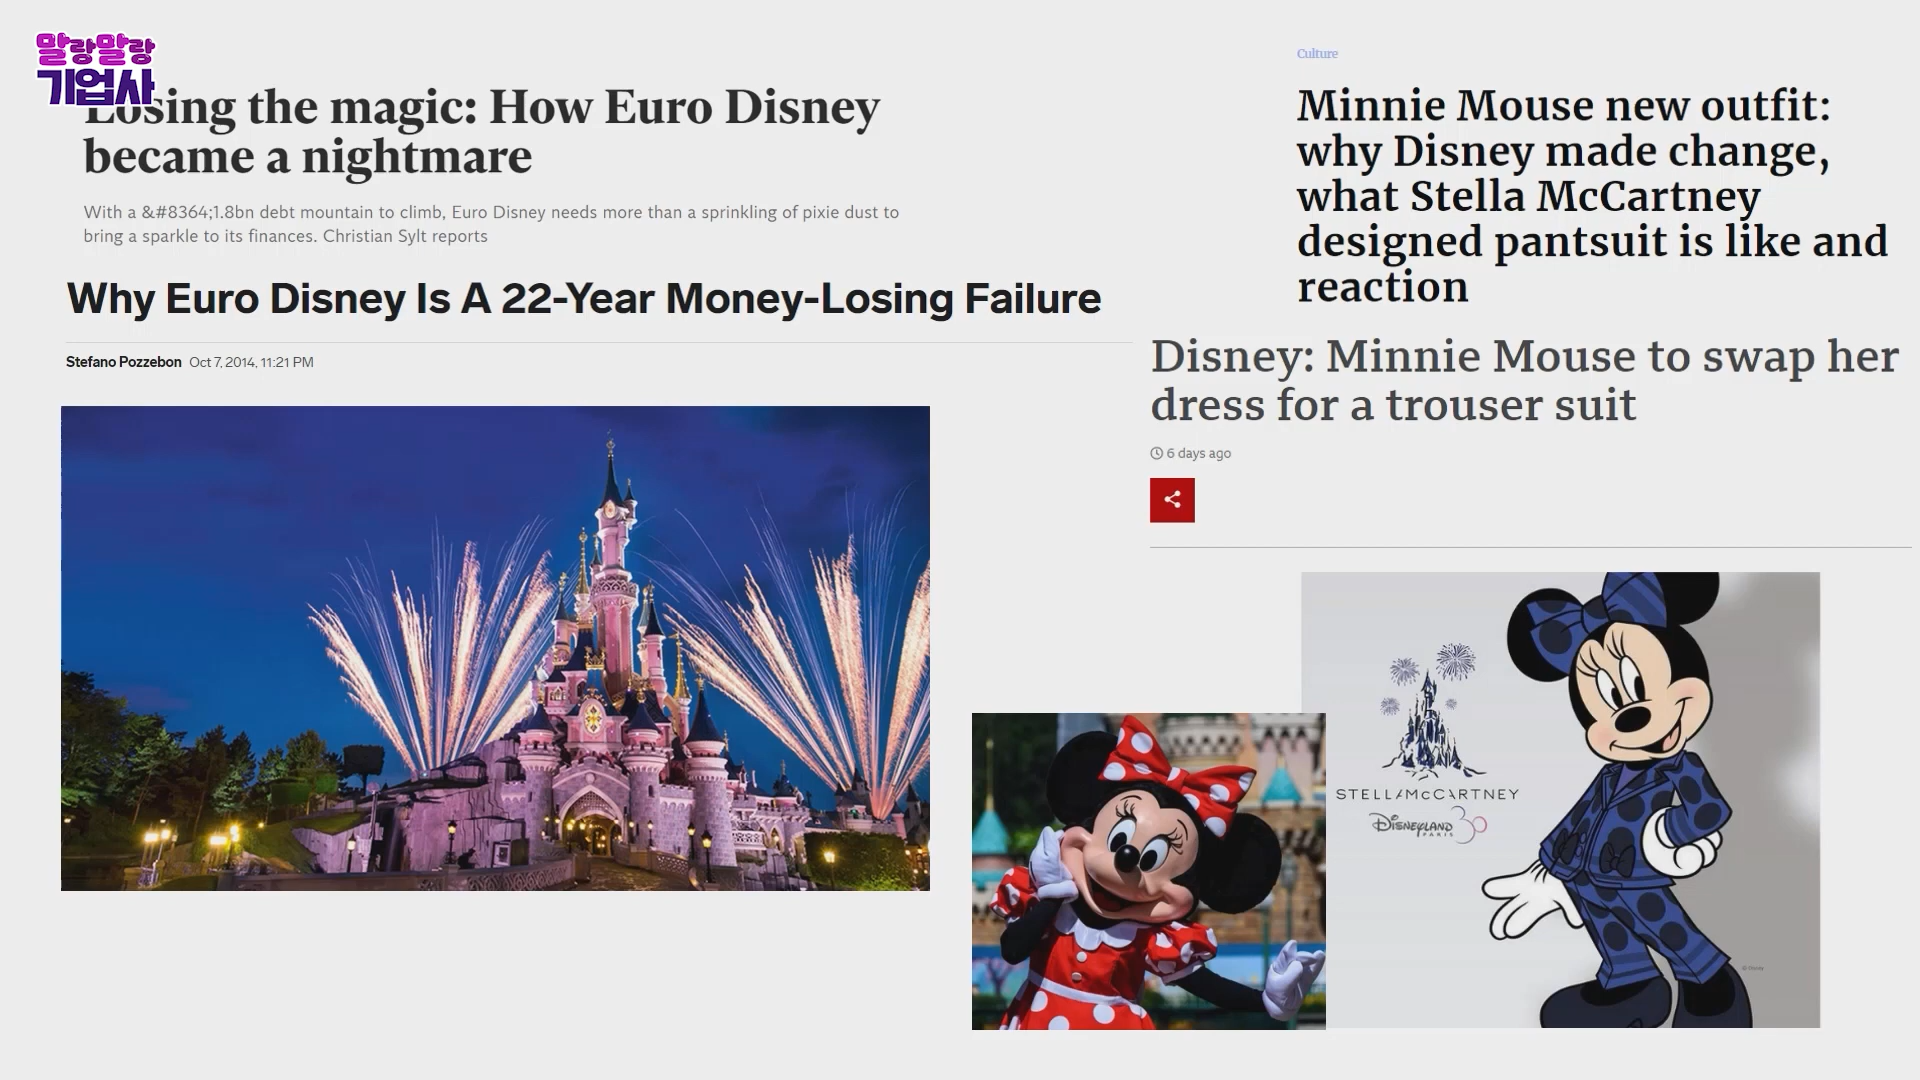 말랑말랑
기업사
Losing the magic: How Euro Disney
became a nightmare
With a &#8364;1.8bn debt mountain to climb, Euro Disney needs more than a sprinkling of pixie dust to
bring a sparkle to its finances. Christian Sylt reports
Why Euro Disney Is A 22-Year Money-Losing Failure
Stefano Pozzebon Oct 7, 2014, 11:21 PM
Culture
Minnie Mouse new outfit:
why Disney made change,
what Stella McCartney
designed pantsuit is like and
reaction
Disney: Minnie Mouse to swap her
dress for a trouser suit
6 days ago
STELLA McCARTNEY
Disneyland 30
PARIS
© Disney